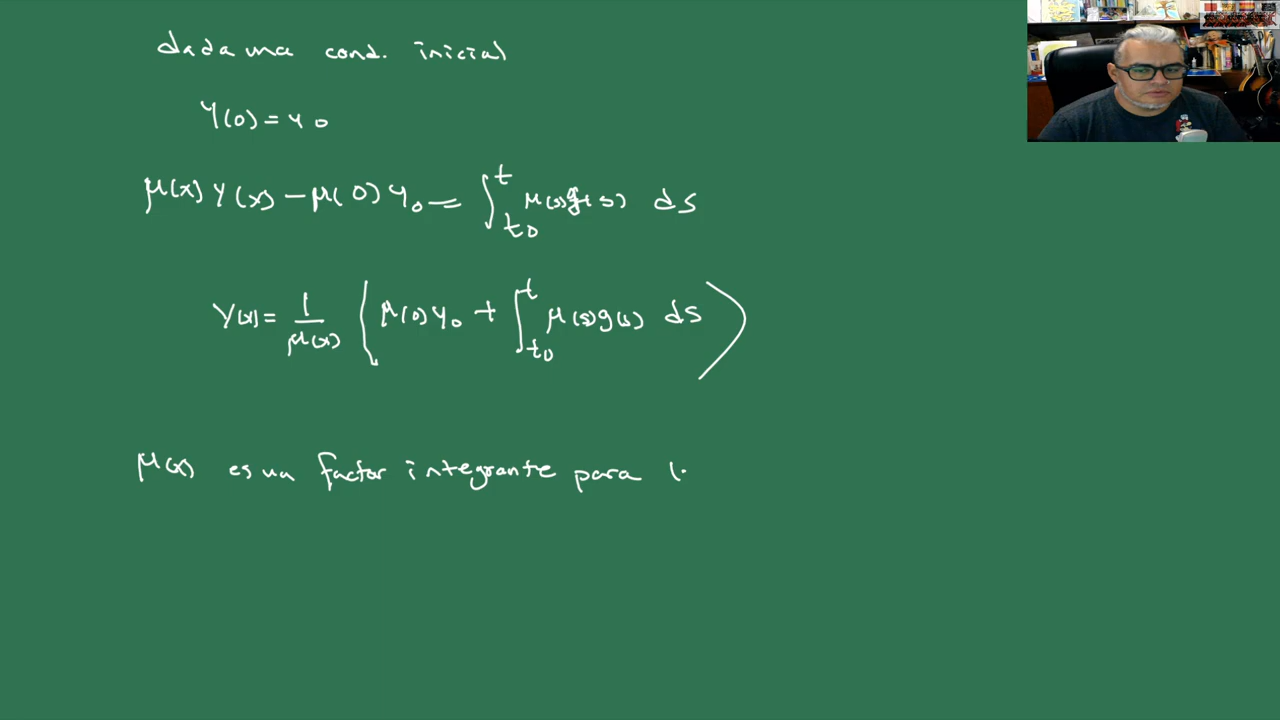 dada una cond. inicial
Y(0) = y0
μ(x) Y(x) − μ(0) Y₀ = ∫_{t0}^{t} μ(s)g(s) ds
Y(x) = 1/μ(x) ( μ(0) y₀ + ∫_{t0}^{t} μ(s)g(s) ds )
μ(x) es un factor integrante para (.